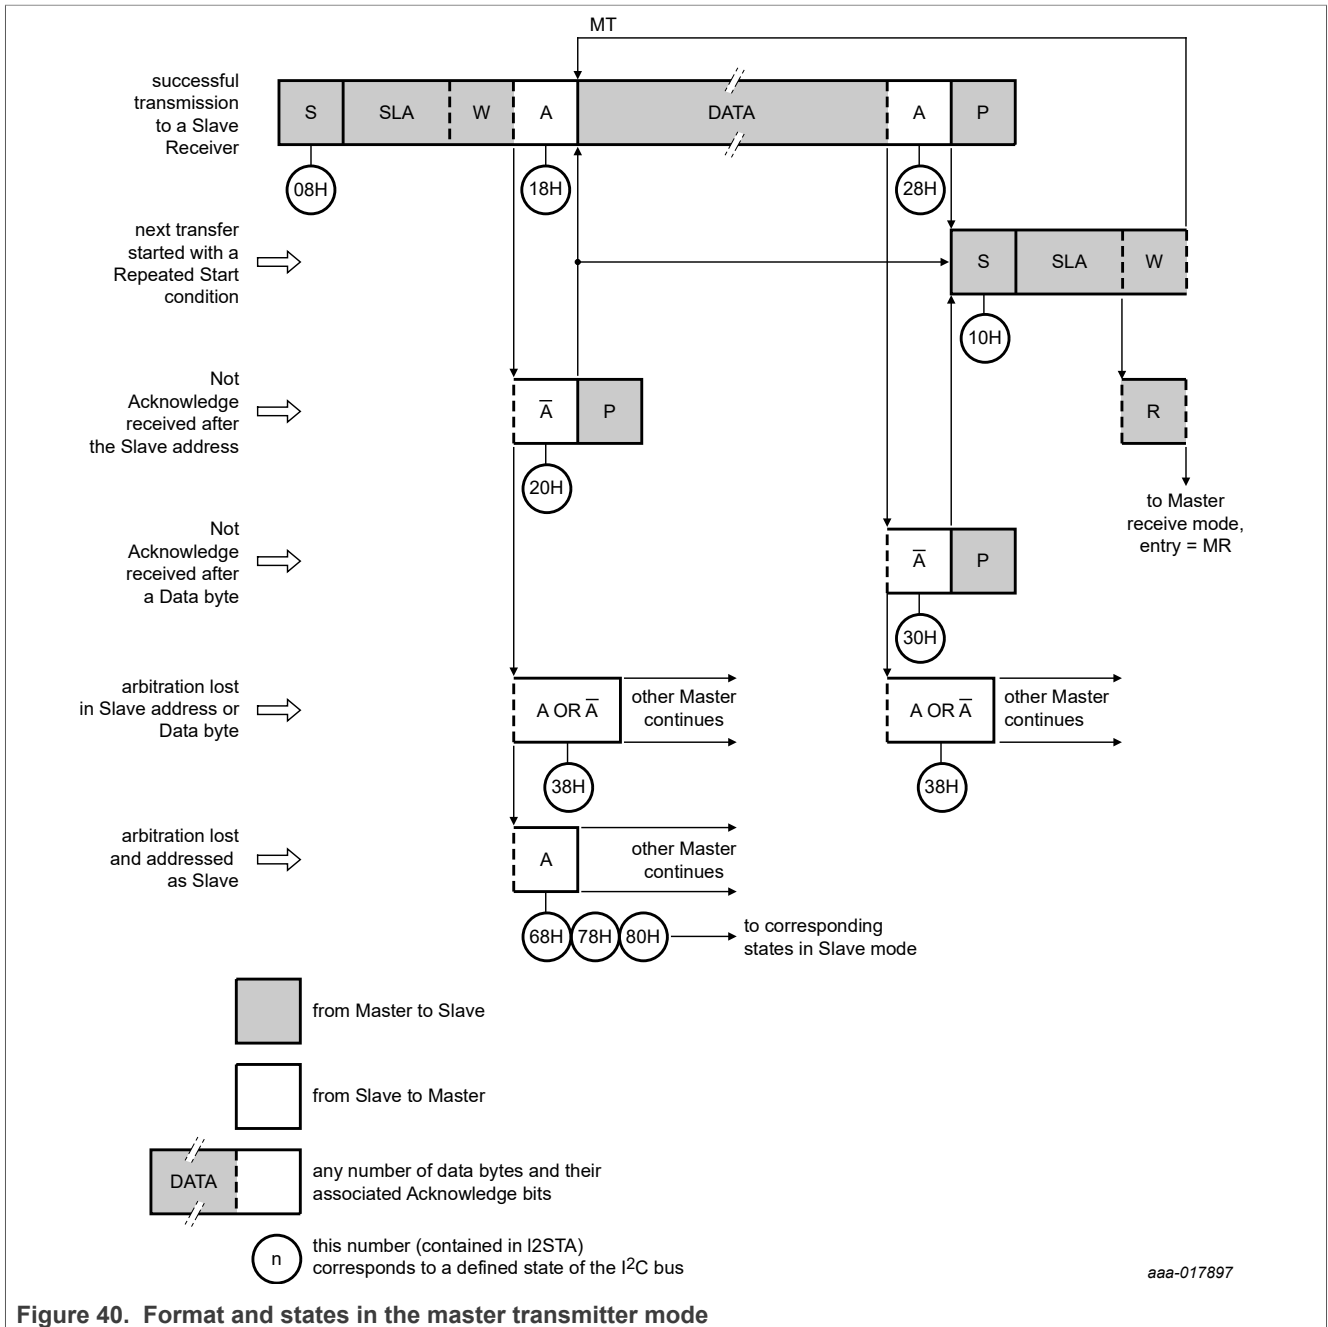 MT
successful
transmission
to a Slave
Receiver
S SLA W A DATA A P
08H 18H 28H
next transfer
started with a
Repeated Start
condition
S SLA W
10H
Not
Acknowledge
received after
the Slave address
A̅ P
R
20H
to Master
receive mode,
entry = MR
Not
Acknowledge
received after
a Data byte
A̅ P
30H
arbitration lost
in Slave address or
Data byte
A OR A̅
other Master
continues
A OR A̅
other Master
continues
38H 38H
arbitration lost
and addressed
as Slave
A
other Master
continues
68H 78H 80H
to corresponding
states in Slave mode
from Master to Slave
from Slave to Master
DATA
any number of data bytes and their
associated Acknowledge bits
n
this number (contained in I2STA)
corresponds to a defined state of the I²C bus
aaa-017897
Figure 40. Format and states in the master transmitter mode